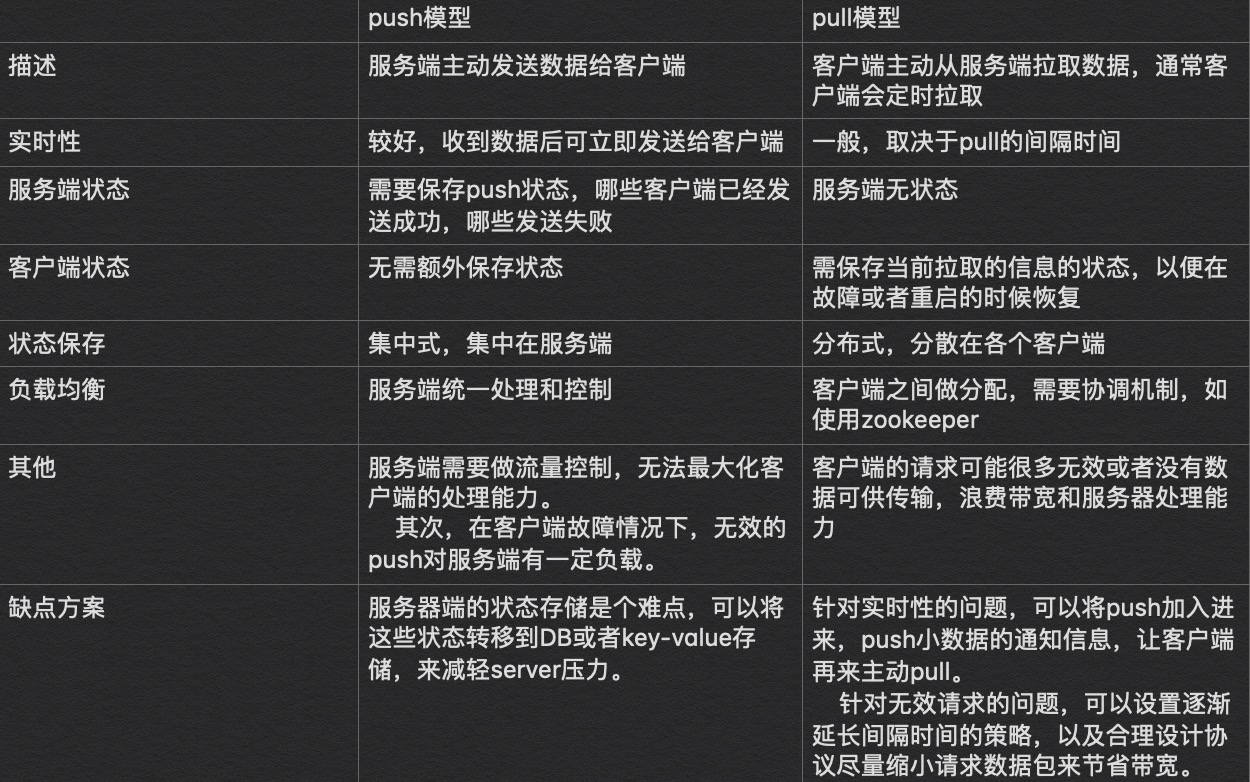 push模型
pull模型
描述
服务端主动发送数据给客户端
客户端主动从服务端拉取数据，通常客
户端会定时拉取
实时性
较好，收到数据后可立即发送给客户端
一般，取决于pull的间隔时间
服务端状态
需要保存push状态，哪些客户端已经发
送成功，哪些发送失败
服务端无状态
客户端状态
无需额外保存状态
需保存当前拉取的信息的状态，以便在
故障或者重启的时候恢复
状态保存
集中式，集中在服务端
分布式，分散在各个客户端
负载均衡
服务端统一处理和控制
客户端之间做分配，需要协调机制，如
使用zookeeper
其他
服务端需要做流量控制，无法最大化客
户端的处理能力。
其次，在客户端故障情况下，无效的
push对服务端有一定负载。
客户端的请求可能很多无效或者没有数
据可供传输，浪费带宽和服务器处理能
力
缺点方案
服务器端的状态存储是个难点，可以将
这些状态转移到DB或者key-value存
储，来减轻server压力。
针对实时性的问题，可以将push加入进
来，push小数据的通知信息，让客户端
再来主动pull。
针对无效请求的问题，可以设置逐渐
延长间隔时间的策略，以及合理设计协
议尽量缩小请求数据包来节省带宽。